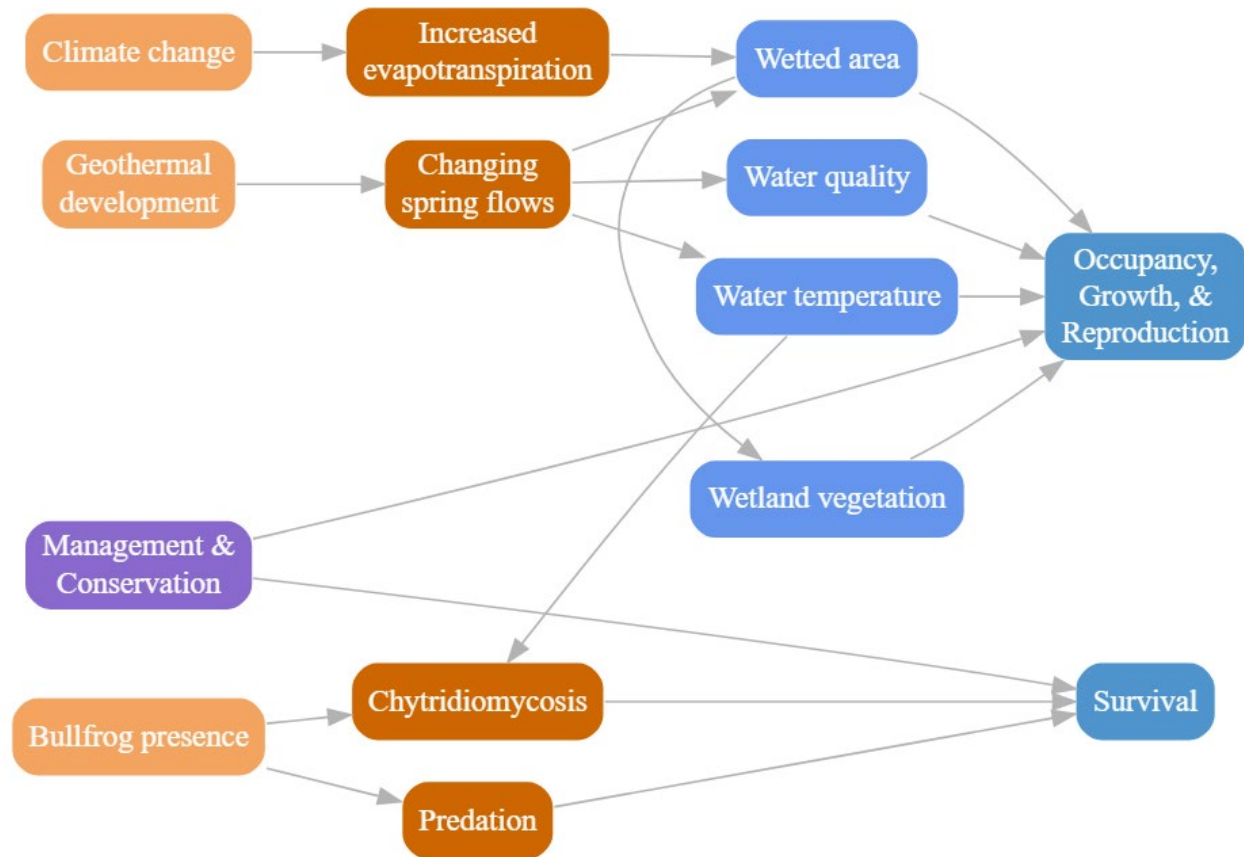 Climate change
Increased
evapotranspiration
Wetted area
Geothermal
development
Changing
spring flows
Water quality
Water temperature
Occupancy,
Growth, &
Reproduction
Wetland vegetation
Management &
Conservation
Chytridiomycosis
Survival
Bullfrog presence
Predation